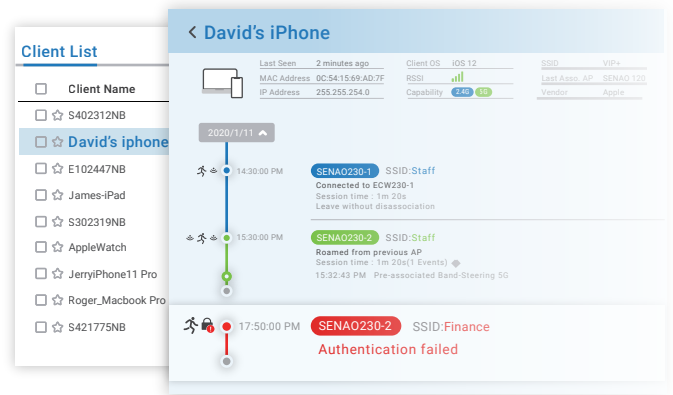 Client List
Client Name
S402312NB
David's iphone
E102447NB
James-iPad
S302319NB
AppleWatch
JerryiPhone11 Pro
Roger_Macbook Pro
S421775NB
David's iPhone
Last Seen 2 minutes ago
MAC Address 0C:54:15:69:AD:7F
IP Address 255.255.254.0
Client OS iOS 12
RSSI
Capability 2.4G 5G
SSID VIP+
Last Asso. AP SENAO 120
Vendor Apple
2020/1/11
14:30:00 PM SENAO230-1 SSID:Staff
Connected to ECW230-1
Session time : 1m 20s
Leave without disassociation
15:30:00 PM SENAO230-2 SSID:Staff
Roamed from previous AP
Session time : 1m 20s(1 Events)
15:32:43 PM Pre-associated Band-Steering 5G
17:50:00 PM SENAO230-2 SSID:Finance
Authentication failed